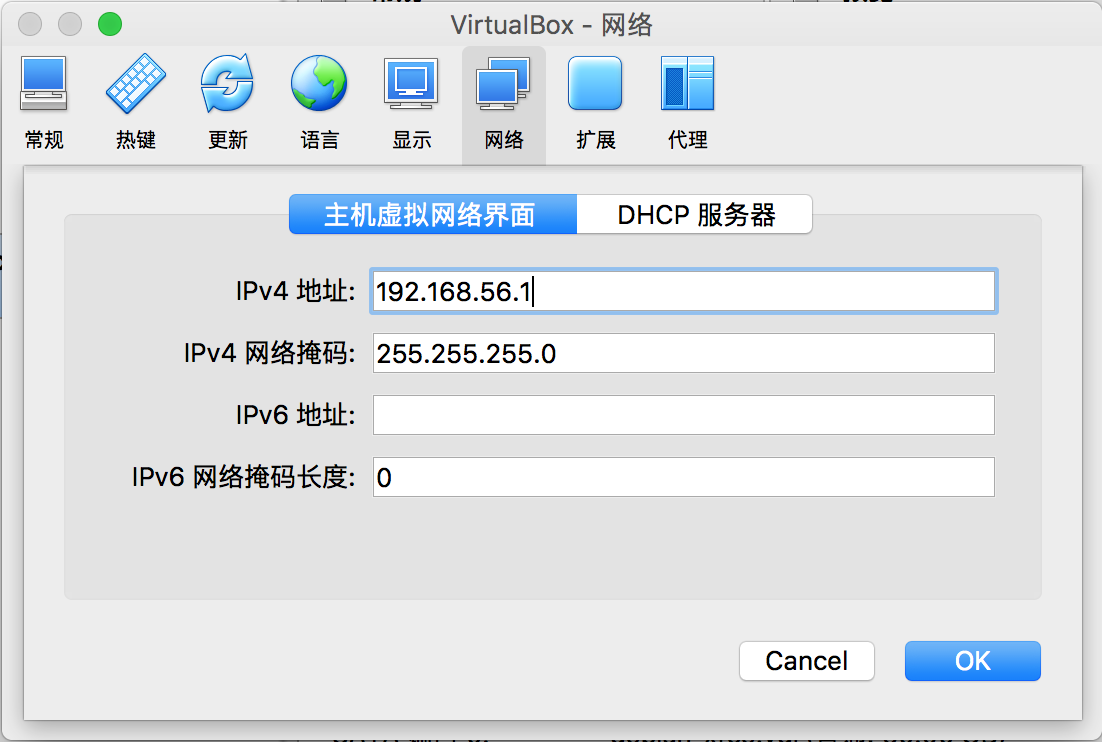 VirtualBox - 网络
常规 热键 更新 语言 显示 网络 扩展 代理
主机虚拟网络界面 DHCP 服务器
IPv4 地址: 192.168.56.1
IPv4 网络掩码: 255.255.255.0
IPv6 地址:
IPv6 网络掩码长度: 0
Cancel OK